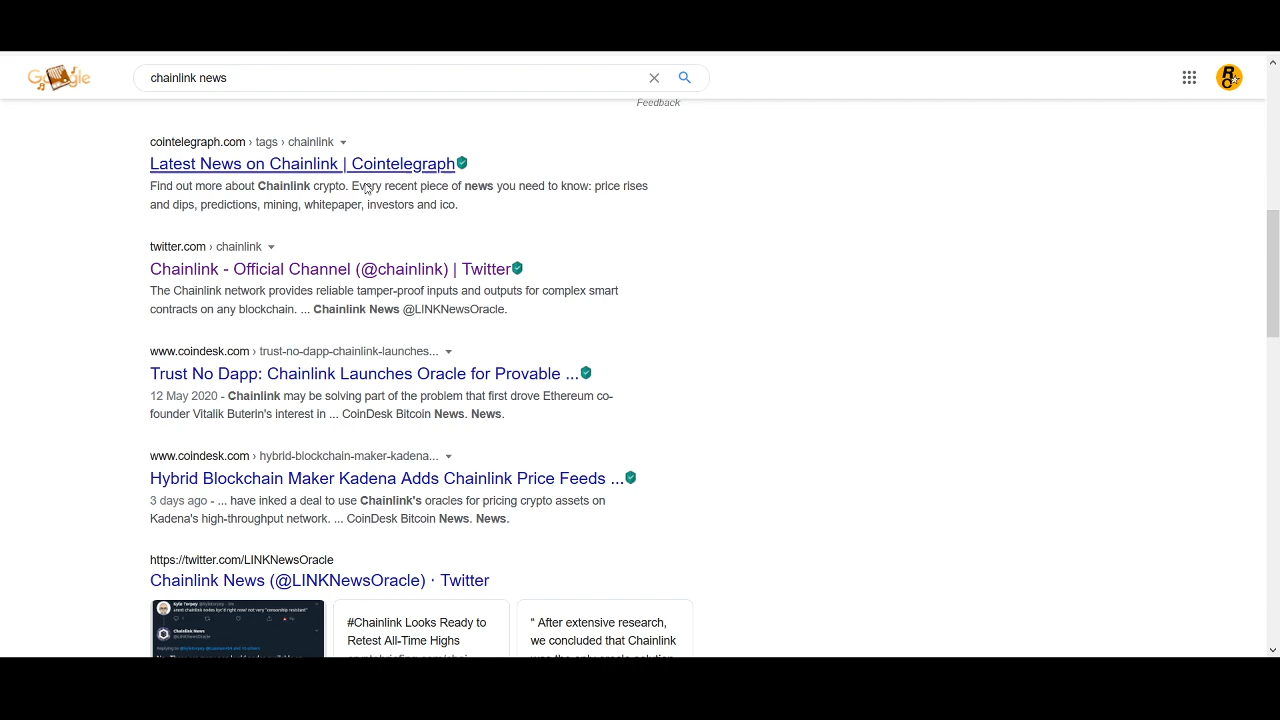 chainlink news
Feedback
cointelegraph.com › tags › chainlink
Latest News on Chainlink | Cointelegraph
Find out more about Chainlink crypto. Every recent piece of news you need to know: price rises
and dips, predictions, mining, whitepaper, investors and ico.
twitter.com › chainlink
Chainlink - Official Channel (@chainlink) | Twitter
The Chainlink network provides reliable tamper-proof inputs and outputs for complex smart
contracts on any blockchain. ... Chainlink News @LINKNewsOracle.
www.coindesk.com › trust-no-dapp-chainlink-launches...
Trust No Dapp: Chainlink Launches Oracle for Provable ...
12 May 2020 - Chainlink may be solving part of the problem that first drove Ethereum co-
founder Vitalik Buterin's interest in ... CoinDesk Bitcoin News. News.
www.coindesk.com › hybrid-blockchain-maker-kadena...
Hybrid Blockchain Maker Kadena Adds Chainlink Price Feeds ...
3 days ago - ... have inked a deal to use Chainlink's oracles for pricing crypto assets on
Kadena's high-throughput network. ... CoinDesk Bitcoin News. News.
https://twitter.com/LINKNewsOracle
Chainlink News (@LINKNewsOracle) · Twitter
Kyle Torpey
Chainlink News
@LINKNewsOracle
#Chainlink Looks Ready to
Retest All-Time Highs
" After extensive research,
we concluded that Chainlink